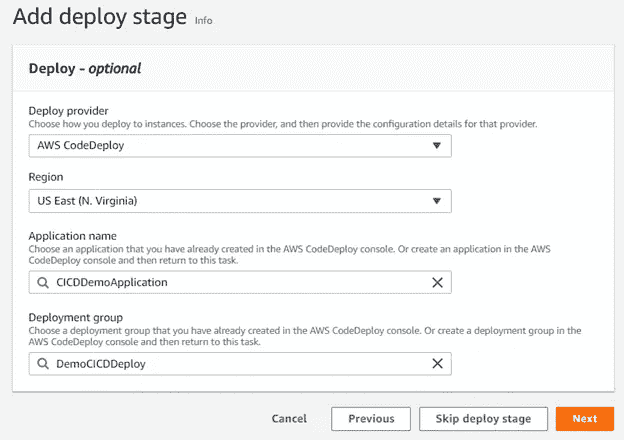 Add deploy stage Info
Deploy - optional
Deploy provider
Choose how you deploy to instances. Choose the provider, and then provide the configuration details for that provider.
AWS CodeDeploy
Region
US East (N. Virginia)
Application name
Choose an application that you have already created in the AWS CodeDeploy console. Or create an application in the AWS
CodeDeploy console and then return to this task.
CICDDemoApplication
Deployment group
Choose a deployment group that you have already created in the AWS CodeDeploy console. Or create a deployment group in the
AWS CodeDeploy console and then return to this task.
DemoCICDDeploy
Cancel Previous Skip deploy stage Next